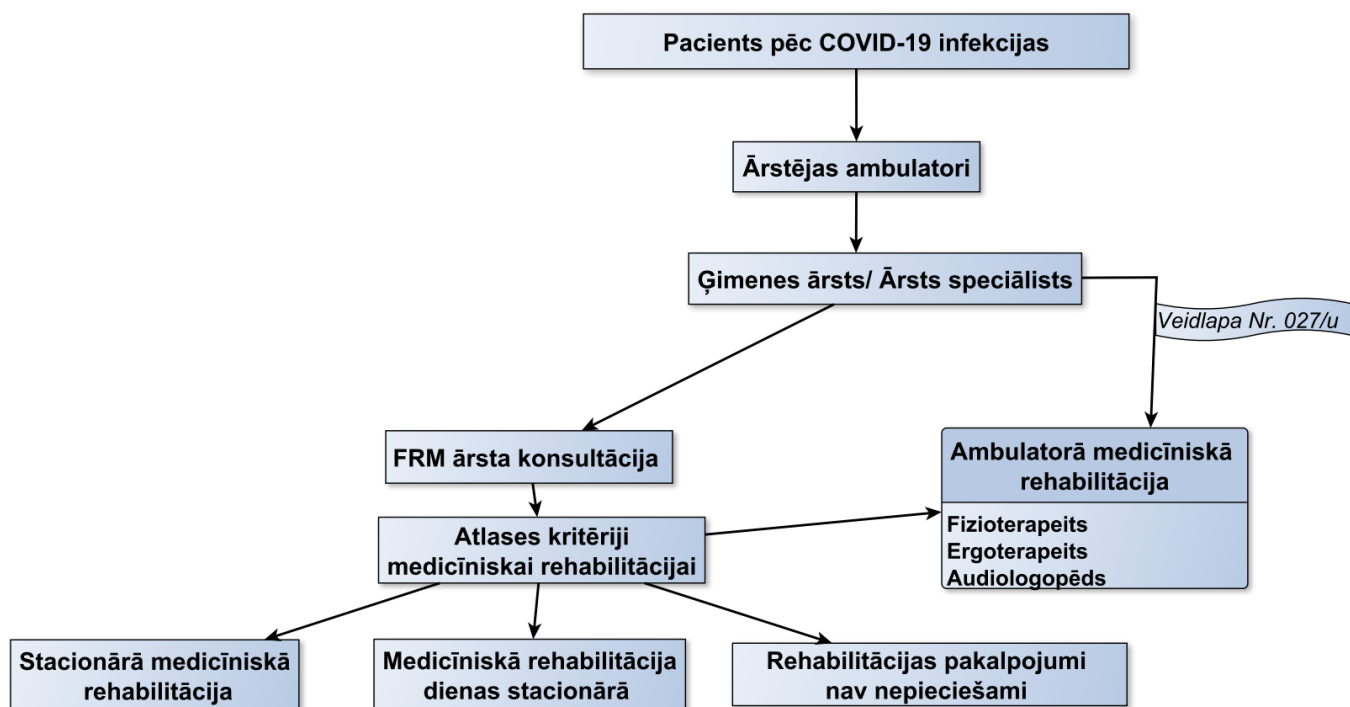 Pacients pēc COVID-19 infekcijas
Ārstējas ambulatori
Ģimenes ārsts/ Ārsts speciālists
Veidlapa Nr. 027/u
FRM ārsta konsultācija
Ambulatorā medicīniskā
rehabilitācija
Fizioterapeits
Ergoterapeits
Audiologopēds
Atlases kritēriji
medicīniskai rehabilitācijai
Stacionārā medicīniskā
rehabilitācija
Medicīniskā rehabilitācija
dienas stacionārā
Rehabilitācijas pakalpojumi
nav nepieciešami